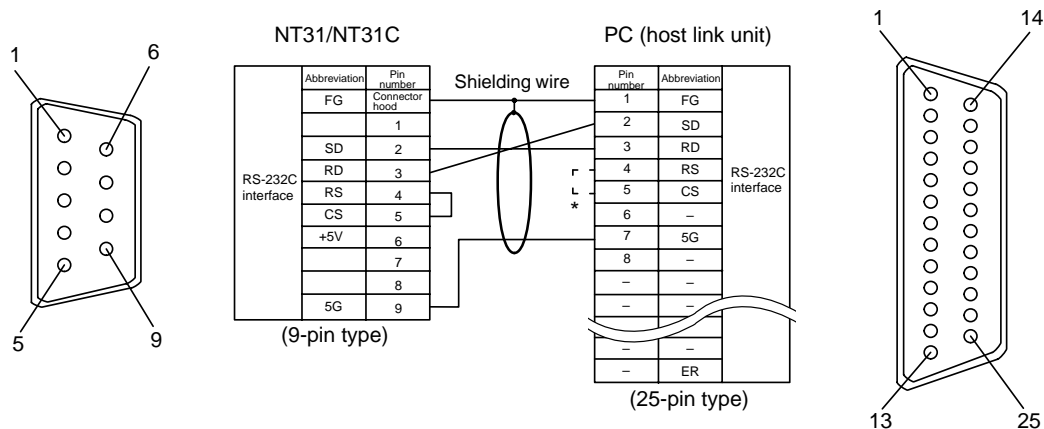 1
6
5
9
NT31/NT31C
Abbreviation Pin number
FG Connector hood
1
SD 2
RD 3
RS 4
CS 5
+5V 6
7
8
5G 9
RS-232C interface
(9-pin type)
Shielding wire
*
PC (host link unit)
Pin number Abbreviation
1 FG
2 SD
3 RD
4 RS
5 CS
6 –
7 5G
8 –
– –
– –
– –
– ER
RS-232C interface
(25-pin type)
1
14
13
25